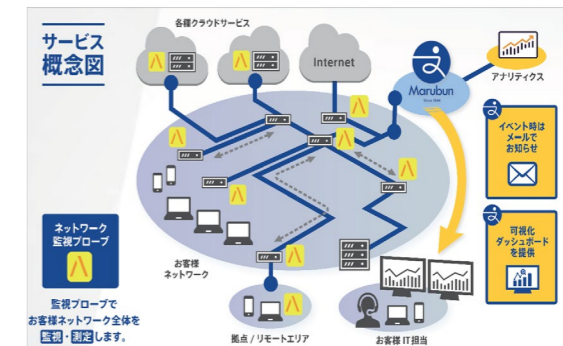 サービス
概念図
各種クラウドサービス
Internet
Marubun
Since 1844
アナリティクス
イベント時は
メールで
お知らせ
可視化
ダッシュボード
を提供
ネットワーク
監視プローブ
監視プローブで
お客様ネットワーク全体を
監視・測定します。
お客様
ネットワーク
拠点 / リモートエリア
お客様 IT 担当